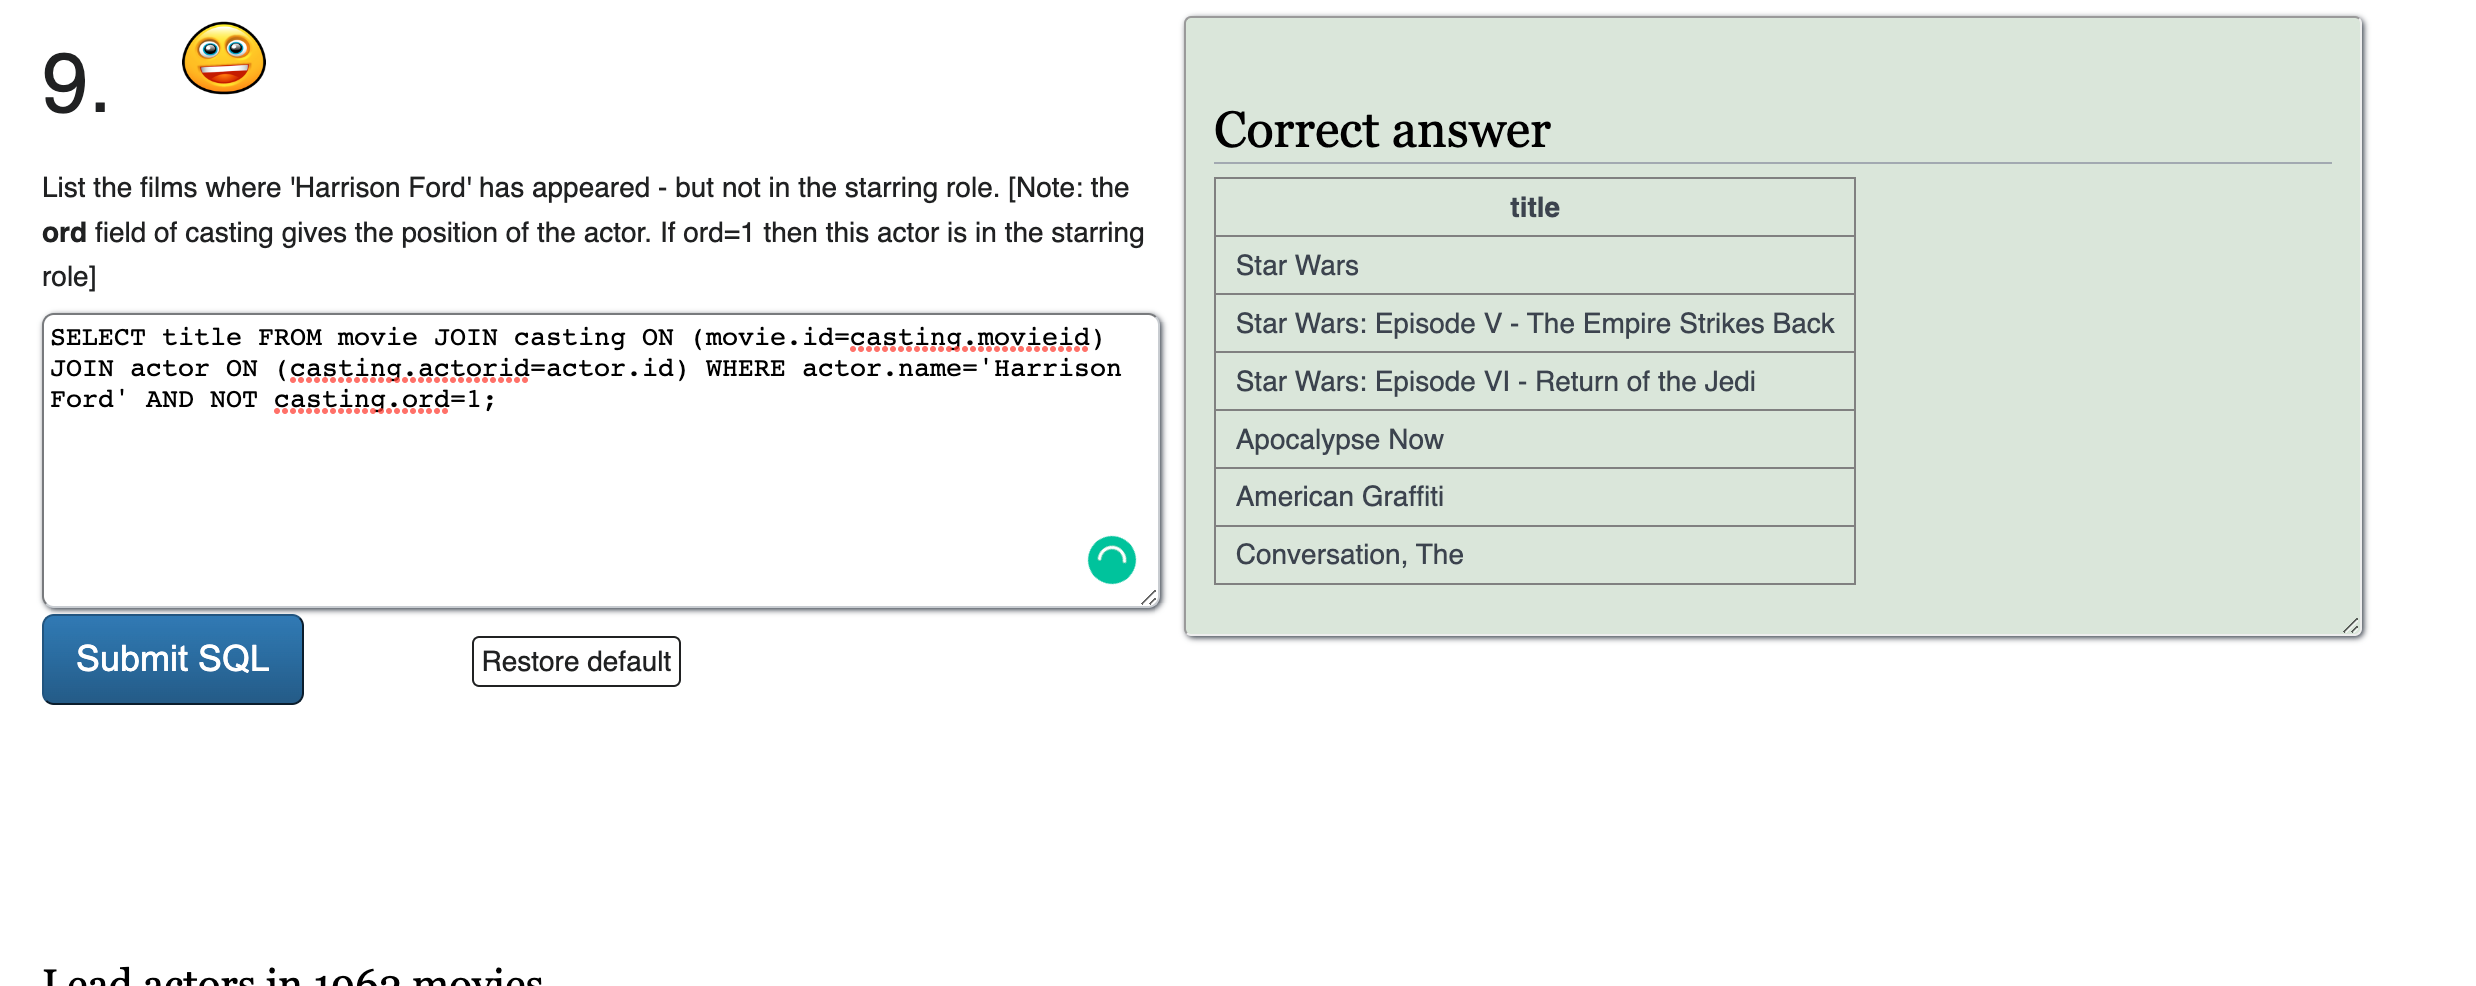 9.
List the films where 'Harrison Ford' has appeared - but not in the starring role. [Note: the
ord field of casting gives the position of the actor. If ord=1 then this actor is in the starring
role]
SELECT title FROM movie JOIN casting ON (movie.id=casting.movieid)
JOIN actor ON (casting.actorid=actor.id) WHERE actor.name='Harrison
Ford' AND NOT casting.ord=1;
Submit SQL
Restore default
Correct answer
title
Star Wars
Star Wars: Episode V - The Empire Strikes Back
Star Wars: Episode VI - Return of the Jedi
Apocalypse Now
American Graffiti
Conversation, The
Lead actors in 1962 movies